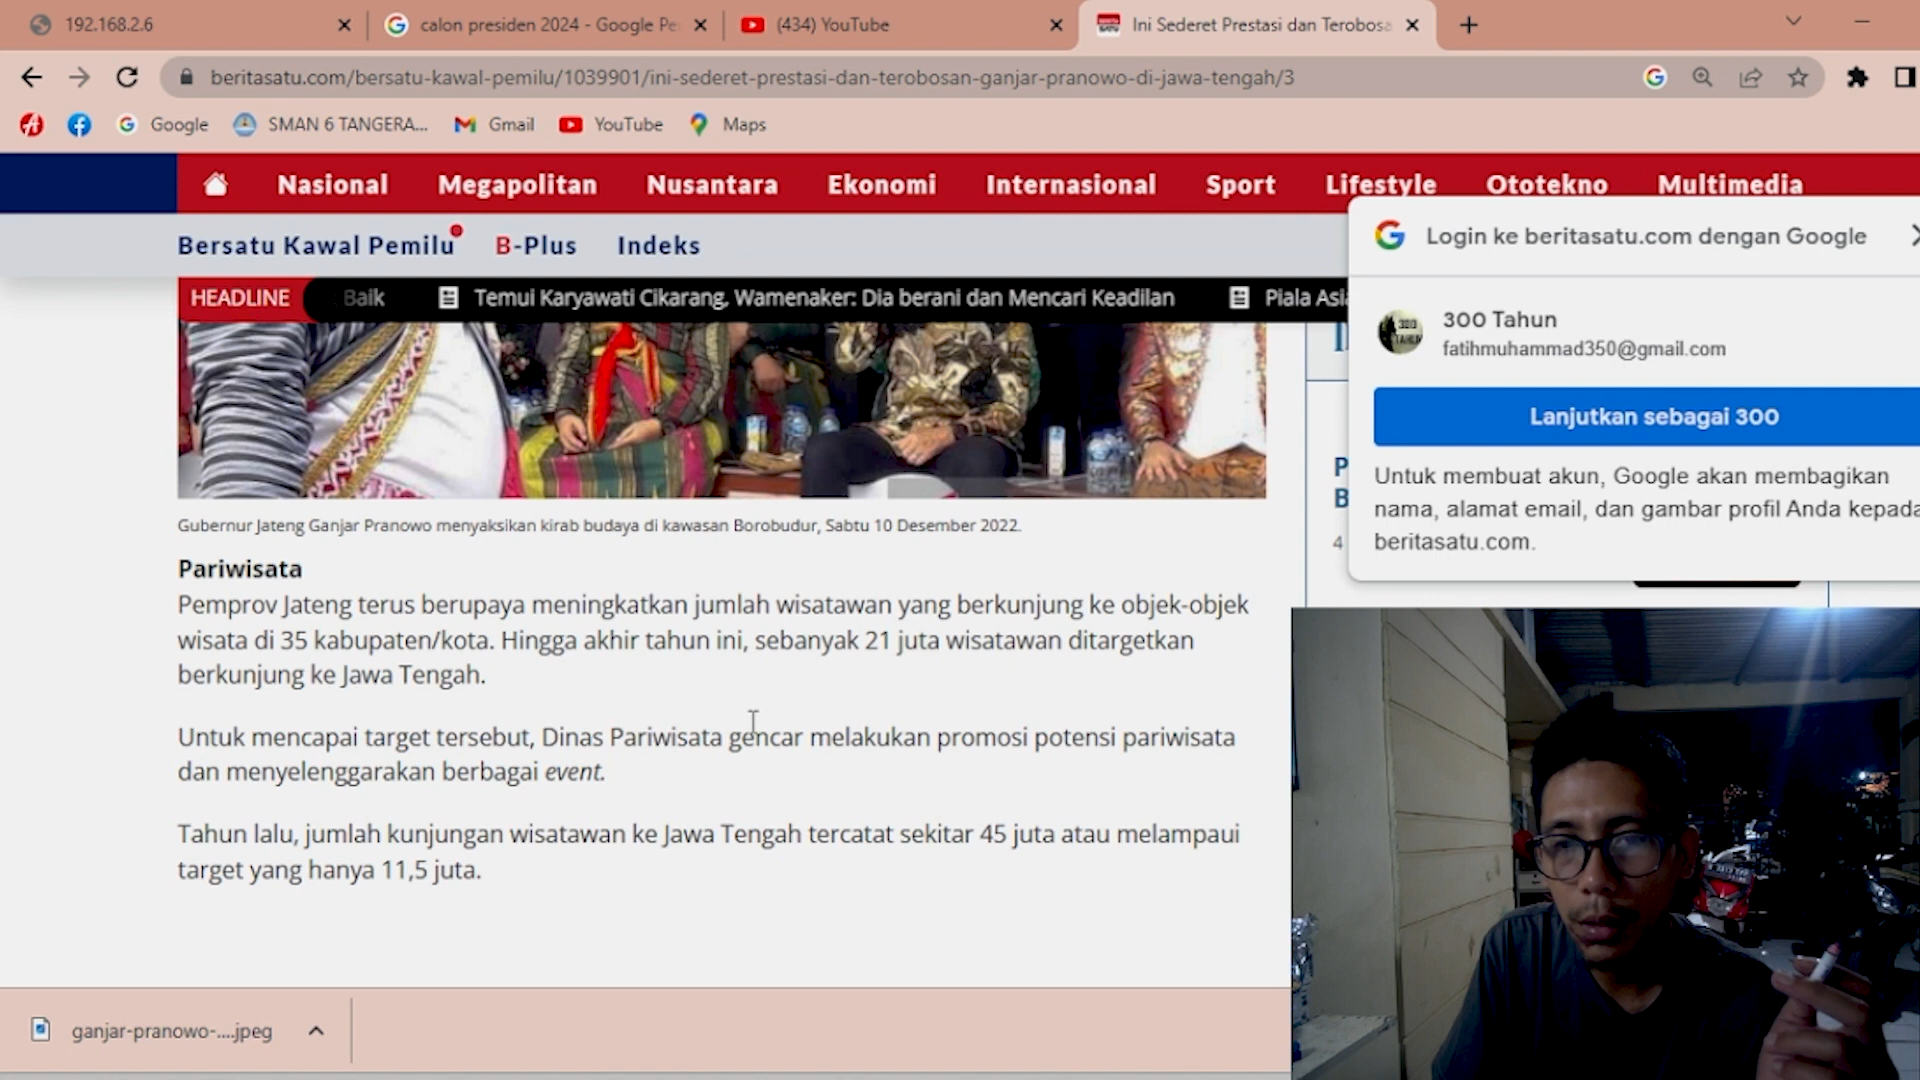 192.168.2.6
calon presiden 2024 - Google Pe
(434) YouTube
Ini Sederet Prestasi dan Terobosa
beritasatu.com/bersatu-kawal-pemilu/1039901/ini-sederet-prestasi-dan-terobosan-ganjar-pranowo-di-jawa-tengah/3
Google
SMAN 6 TANGERA...
Gmail
YouTube
Maps
Nasional Megapolitan Nusantara Ekonomi Internasional Sport Lifestyle Ototekno Multimedia
Bersatu Kawal Pemilu B-Plus Indeks
HEADLINE Baik Temui Karyawati Cikarang, Wamenaker: Dia berani dan Mencari Keadilan Piala Asia
Gubernur Jateng Ganjar Pranowo menyaksikan kirab budaya di kawasan Borobudur, Sabtu 10 Desember 2022.
Pariwisata
Pemprov Jateng terus berupaya meningkatkan jumlah wisatawan yang berkunjung ke objek-objek
wisata di 35 kabupaten/kota. Hingga akhir tahun ini, sebanyak 21 juta wisatawan ditargetkan
berkunjung ke Jawa Tengah.
Untuk mencapai target tersebut, Dinas Pariwisata gencar melakukan promosi potensi pariwisata
dan menyelenggarakan berbagai event.
Tahun lalu, jumlah kunjungan wisatawan ke Jawa Tengah tercatat sekitar 45 juta atau melampaui
target yang hanya 11,5 juta.
Login ke beritasatu.com dengan Google
300 Tahun
fatihmuhammad350@gmail.com
Lanjutkan sebagai 300
Untuk membuat akun, Google akan membagikan
nama, alamat email, dan gambar profil Anda kepada
beritasatu.com.
P
B
4
ganjar-pranowo-....jpeg